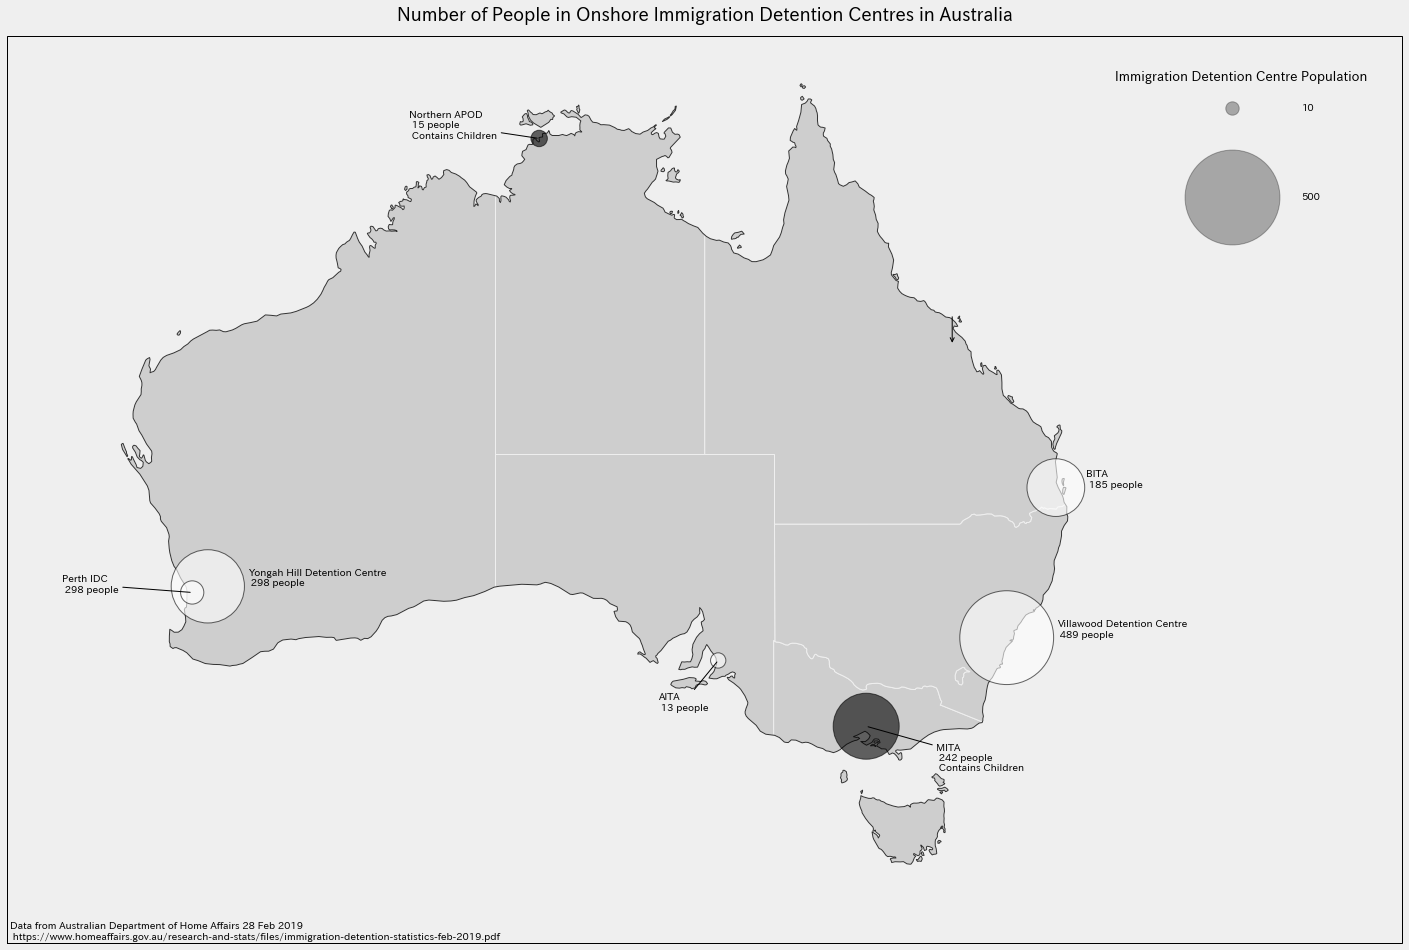 Number of People in Onshore Immigration Detention Centres in Australia
Immigration Detention Centre Population
10
500
Northern APOD
15 people
Contains Children
BITA
185 people
Yongah Hill Detention Centre
298 people
Perth IDC
298 people
Villawood Detention Centre
489 people
AITA
13 people
MITA
242 people
Contains Children
Data from Australian Department of Home Affairs 28 Feb 2019
https://www.homeaffairs.gov.au/research-and-stats/files/immigration-detention-statistics-feb-2019.pdf